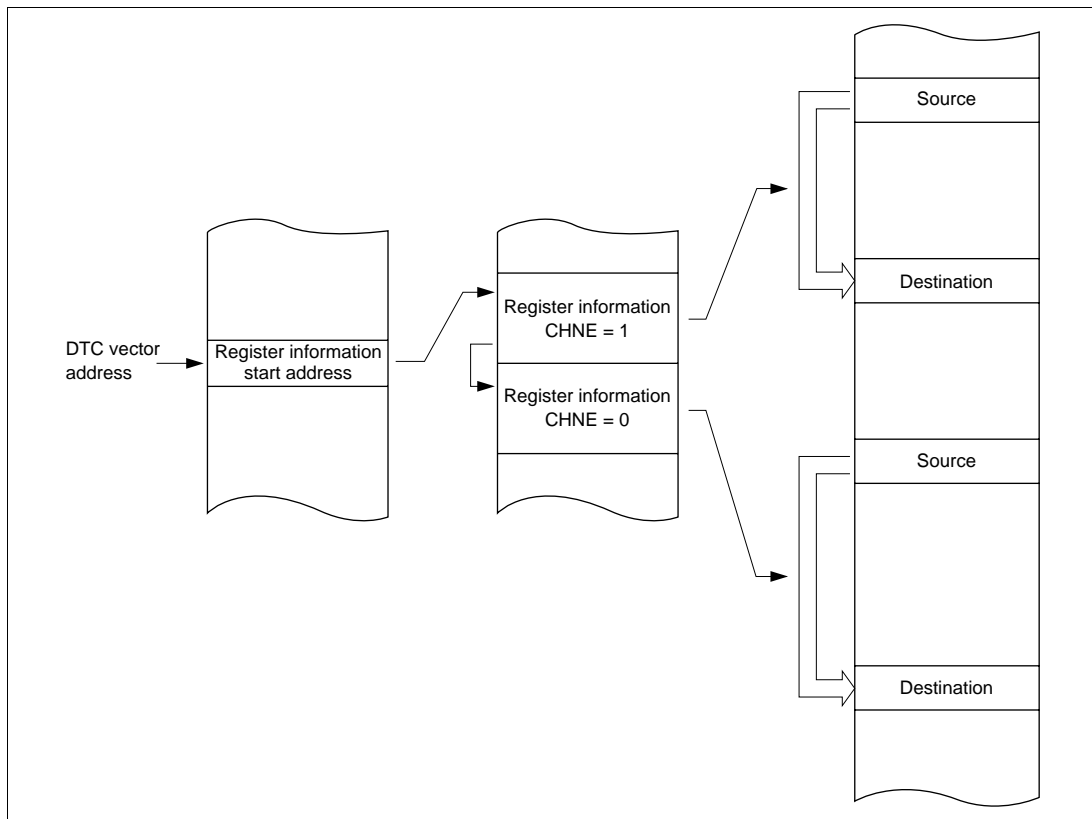 DTC vector
address
Register information
start address
Register information
CHNE = 1
Register information
CHNE = 0
Source
Destination
Source
Destination